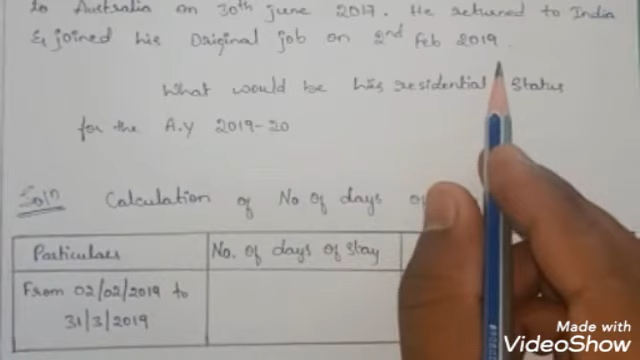 to Australia on 30th june 2017. He returned to India
& joined his Original job on 2nd Feb 2019.
What would be his residential status
for the A.Y 2019-20
Soln Calculation of No of days of
Particulars
No. of days of stay
From 02/02/2019 to
31/3/2019
Made with
VideoShow